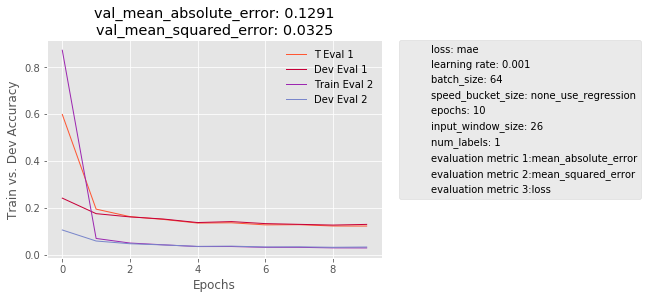 val_mean_absolute_error: 0.1291
val_mean_squared_error: 0.0325
T Eval 1
Dev Eval 1
Train Eval 2
Dev Eval 2
Train vs. Dev Accuracy
0.8
0.6
0.4
0.2
0.0
0 2 4 6 8
Epochs
loss: mae
learning rate: 0.001
batch_size: 64
speed_bucket_size: none_use_regression
epochs: 10
input_window_size: 26
num_labels: 1
evaluation metric 1:mean_absolute_error
evaluation metric 2:mean_squared_error
evaluation metric 3:loss